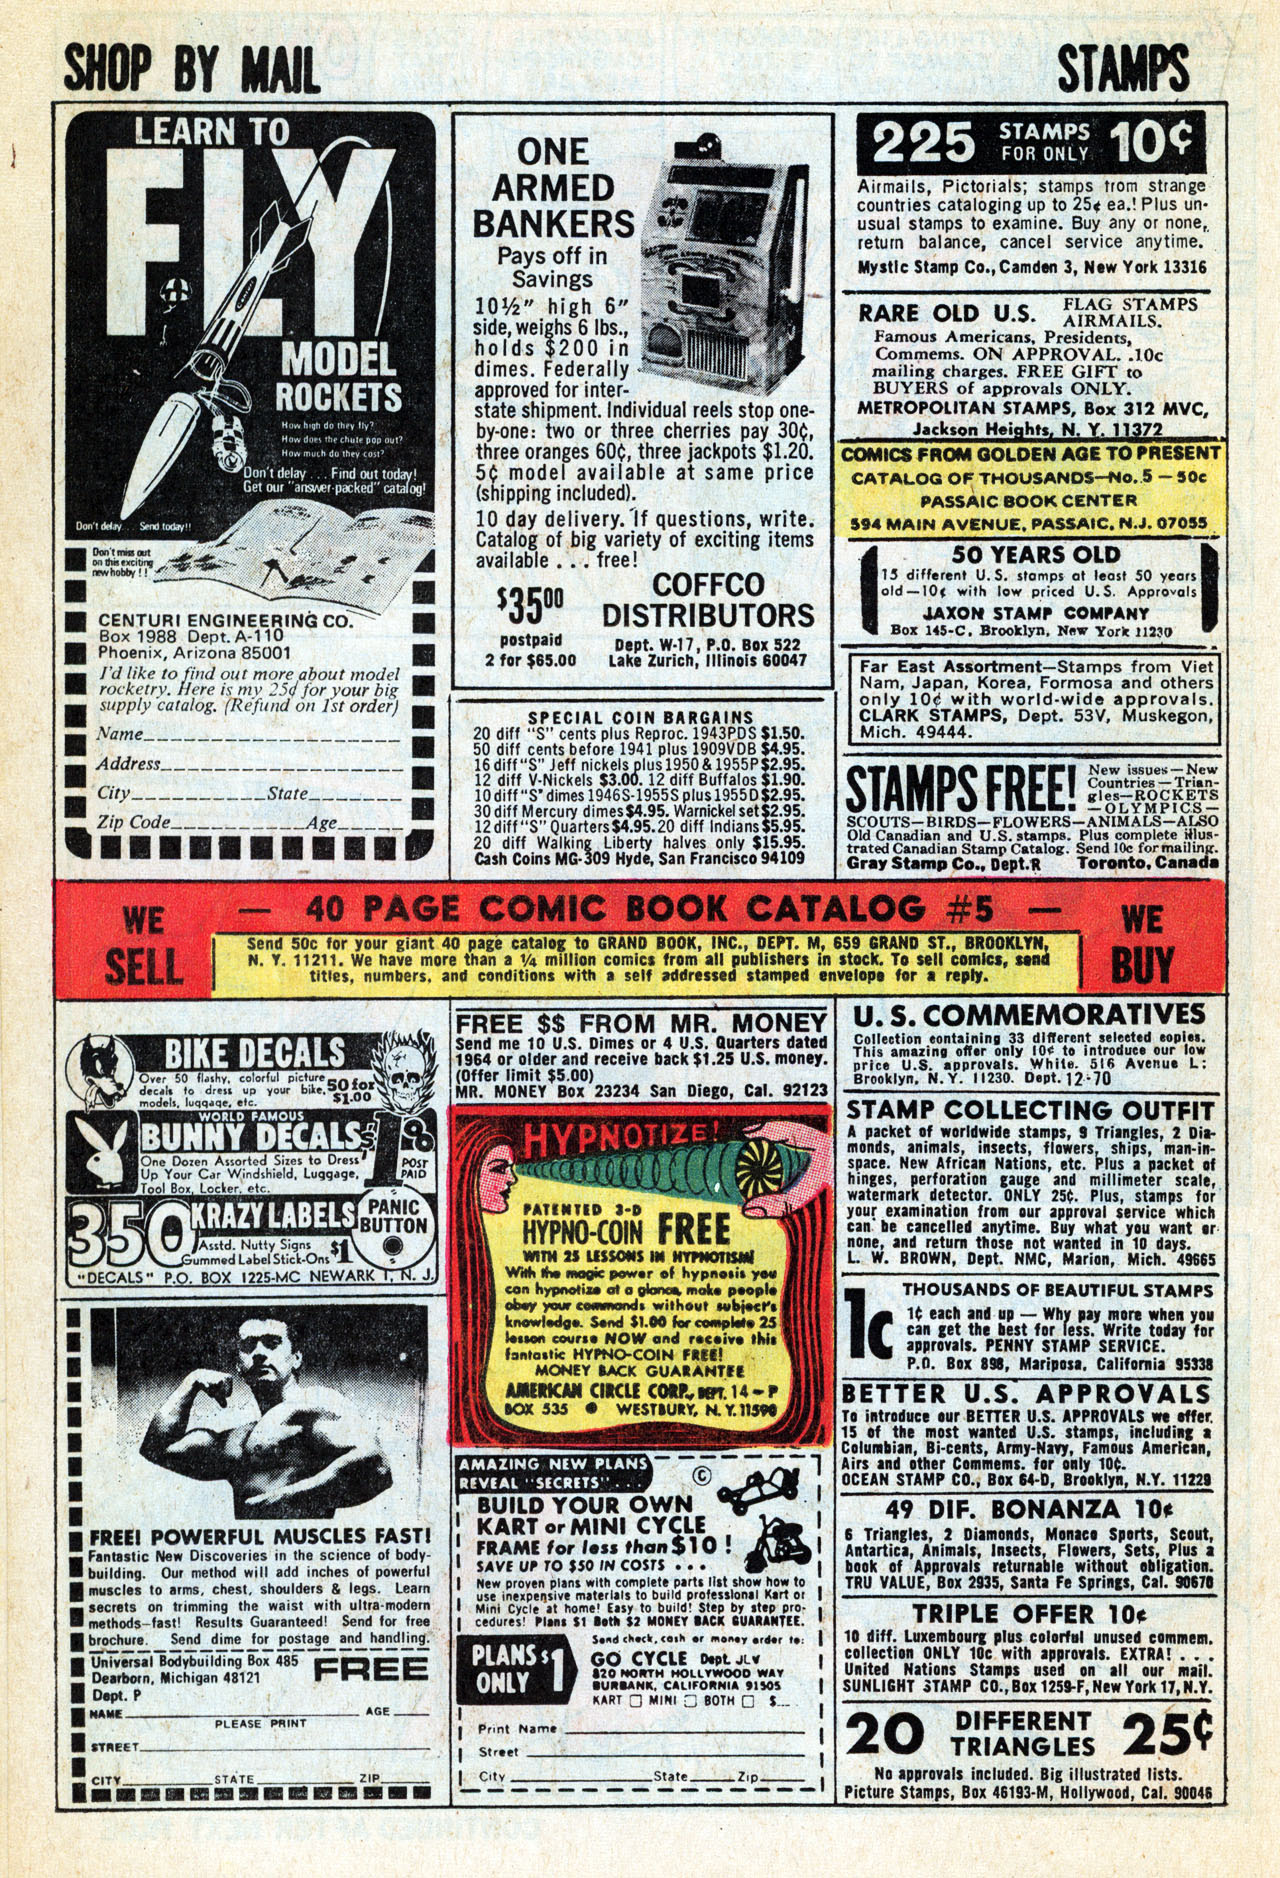 SHOP BY MAIL
STAMPS
LEARN TO
FLY
MODEL
ROCKETS
How high do they fly?
How does the chute pop out?
How much do they cost?
Don't delay . . . Find out today!
Get our "answer-packed" catalog!
Don't delay. . . Send today!!
Don't miss out
on this exciting
new hobby ! !
CENTURI ENGINEERING CO.
Box 1988 Dept. A-110
Phoenix, Arizona 85001
I'd like to find out more about model
rocketry. Here is my 25¢ for your big
supply catalog. (Refund on 1st order)
Name
Address
City State
Zip Code Age
ONE
ARMED
BANKERS
Pays off in
Savings
10½" high 6"
side, weighs 6 lbs.,
holds $200 in
dimes. Federally
approved for inter-
state shipment. Individual reels stop one-
by-one: two or three cherries pay 30¢,
three oranges 60¢, three jackpots $1.20.
5¢ model available at same price
(shipping included).
10 day delivery. If questions, write.
Catalog of big variety of exciting items
available . . . free!
$35.00
postpaid
2 for $65.00
COFFCO
DISTRIBUTORS
Dept. W-17, P.O. Box 522
Lake Zurich, Illinois 60047
SPECIAL COIN BARGAINS
20 diff "S" cents plus Reproc. 1943PDS $1.50.
50 diff cents before 1941 plus 1909VDB $4.95.
16 diff "S" Jeff nickels plus 1950 & 1955P $2.95.
12 diff V-Nickels $3.00. 12 diff Buffalos $1.90.
10 diff "S" dimes 1946S-1955S plus 1955D $2.95.
30 diff Mercury dimes $4.95. Warnickel set $2.95.
12 diff "S" Quarters $4.95. 20 diff Indians $5.95.
20 diff Walking Liberty halves only $15.95.
Cash Coins MG-309 Hyde, San Francisco 94109
225 STAMPS FOR ONLY 10¢
Airmails, Pictorials; stamps from strange
countries cataloging up to 25¢ ea.! Plus un-
usual stamps to examine. Buy any or none,
return balance, cancel service anytime.
Mystic Stamp Co., Camden 3, New York 13316
RARE OLD U.S. FLAG STAMPS
AIRMAILS.
Famous Americans, Presidents,
Commems. ON APPROVAL. .10c
mailing charges. FREE GIFT to
BUYERS of approvals ONLY.
METROPOLITAN STAMPS, Box 312 MVC,
Jackson Heights, N. Y. 11372
COMICS FROM GOLDEN AGE TO PRESENT
CATALOG OF THOUSANDS—No. 5 — 50c
PASSAIC BOOK CENTER
594 MAIN AVENUE, PASSAIC, N.J. 07055
50 YEARS OLD
15 different U.S. stamps at least 50 years
old—10¢ with low priced U.S. Approvals
JAXON STAMP COMPANY
Box 145-C, Brooklyn, New York 11230
Far East Assortment—Stamps from Viet
Nam, Japan, Korea, Formosa and others
only 10¢ with world-wide approvals.
CLARK STAMPS, Dept. 53V, Muskegon,
Mich. 49444.
STAMPS FREE! New issues—New
Countries—Trian-
gles—ROCKETS
—OLYMPICS—
SCOUTS—BIRDS—FLOWERS—ANIMALS—ALSO
Old Canadian and U.S. stamps. Plus complete illus-
trated Canadian Stamp Catalog. Send 10c for mailing.
Gray Stamp Co., Dept.R Toronto, Canada
WE
SELL
— 40 PAGE COMIC BOOK CATALOG #5 —
Send 50c for your giant 40 page catalog to GRAND BOOK, INC., DEPT. M, 659 GRAND ST., BROOKLYN,
N. Y. 11211. We have more than a ¼ million comics from all publishers in stock. To sell comics, send
titles, numbers, and conditions with a self addressed stamped envelope for a reply.
WE
BUY
BIKE DECALS
Over 50 flashy, colorful picture
decals to dress up your bike,
models, luggage, etc.
50 for
$1.00
WORLD FAMOUS
BUNNY DECALS
One Dozen Assorted Sizes to Dress
Up Your Car Windshield, Luggage,
Tool Box, Locker, etc.
$1.00
POST
PAID
350 KRAZY LABELS
Asstd. Nutty Signs
Gummed Label Stick-Ons $1
PANIC
BUTTON
"DECALS" P.O. BOX 1225-MC NEWARK 1, N. J.
FREE! POWERFUL MUSCLES FAST!
Fantastic New Discoveries in the science of body-
building. Our method will add inches of powerful
muscles to arms, chest, shoulders & legs. Learn
secrets on trimming the waist with ultra-modern
methods—fast! Results Guaranteed! Send for free
brochure. Send dime for postage and handling.
Universal Bodybuilding Box 485
Dearborn, Michigan 48121
Dept. P
FREE
NAME AGE
PLEASE PRINT
STREET
CITY STATE ZIP
FREE $$ FROM MR. MONEY
Send me 10 U.S. Dimes or 4 U.S. Quarters dated
1964 or older and receive back $1.25 U.S. money.
(Offer limit $5.00)
MR. MONEY Box 23234 San Diego, Cal. 92123
HYPNOTIZE!
PATENTED 3-D
HYPNO-COIN FREE
WITH 25 LESSONS IN HYPNOTISM!
With the magic power of hypnosis you
can hypnotize at a glance, make people
obey your commands without subject's
knowledge. Send $1.00 for complete 25
lesson course NOW and receive this
fantastic HYPNO-COIN FREE!
MONEY BACK GUARANTEE
AMERICAN CIRCLE CORP., DEPT. 14-P
BOX 535 ● WESTBURY, N.Y. 11590
AMAZING NEW PLANS
REVEAL "SECRETS". . .
©
BUILD YOUR OWN
KART or MINI CYCLE
FRAME for less than $10 !
SAVE UP TO $50 IN COSTS . . .
New proven plans with complete parts list show how to
use inexpensive materials to build professional Kart or
Mini Cycle at home! Easy to build! Step by step pro-
cedures! Plans $1 Both $2 MONEY BACK GUARANTEE.
PLANS $1
ONLY
Send check, cash or money order to:
GO CYCLE Dept. JLV
820 NORTH HOLLYWOOD WAY
BURBANK, CALIFORNIA 91505
KART □ MINI □ BOTH □ $
Print Name
Street
City State Zip
U. S. COMMEMORATIVES
Collection containing 33 different selected copies.
This amazing offer only 10¢ to introduce our low
price U.S. approvals. White. 516 Avenue L:
Brooklyn, N.Y. 11230. Dept. 12-70
STAMP COLLECTING OUTFIT
A packet of worldwide stamps, 9 Triangles, 2 Dia-
monds, animals, insects, flowers, ships, man-in-
space. New African Nations, etc. Plus a packet of
hinges, perforation gauge and millimeter scale,
watermark detector. ONLY 25¢. Plus, stamps for
your examination from our approval service which
can be cancelled anytime. Buy what you want or
none, and return those not wanted in 10 days.
L. W. BROWN, Dept. NMC, Marion, Mich. 49665
1c
THOUSANDS OF BEAUTIFUL STAMPS
1¢ each and up — Why pay more when you
can get the best for less. Write today for
approvals. PENNY STAMP SERVICE.
P.O. Box 898, Mariposa, California 95338
BETTER U.S. APPROVALS
To introduce our BETTER U.S. APPROVALS we offer,
15 of the most wanted U.S. stamps, including a
Columbian, Bi-cents, Army-Navy, Famous American,
Airs and other Commems. for only 10¢.
OCEAN STAMP CO., Box 64-D, Brooklyn, N.Y. 11229
49 DIF. BONANZA 10¢
6 Triangles, 2 Diamonds, Monaco Sports, Scout,
Antartica, Animals, Insects, Flowers, Sets, Plus a
book of Approvals returnable without obligation.
TRU VALUE, Box 2935, Santa Fe Springs, Cal. 90670
TRIPLE OFFER 10¢
10 diff. Luxembourg plus colorful unused commem.
collection ONLY 10c with approvals. EXTRA! . . .
United Nations Stamps used on all our mail.
SUNLIGHT STAMP CO., Box 1259-F, New York 17, N.Y.
20 DIFFERENT TRIANGLES 25¢
No approvals included. Big illustrated lists.
Picture Stamps, Box 46193-M, Hollywood, Cal. 90046